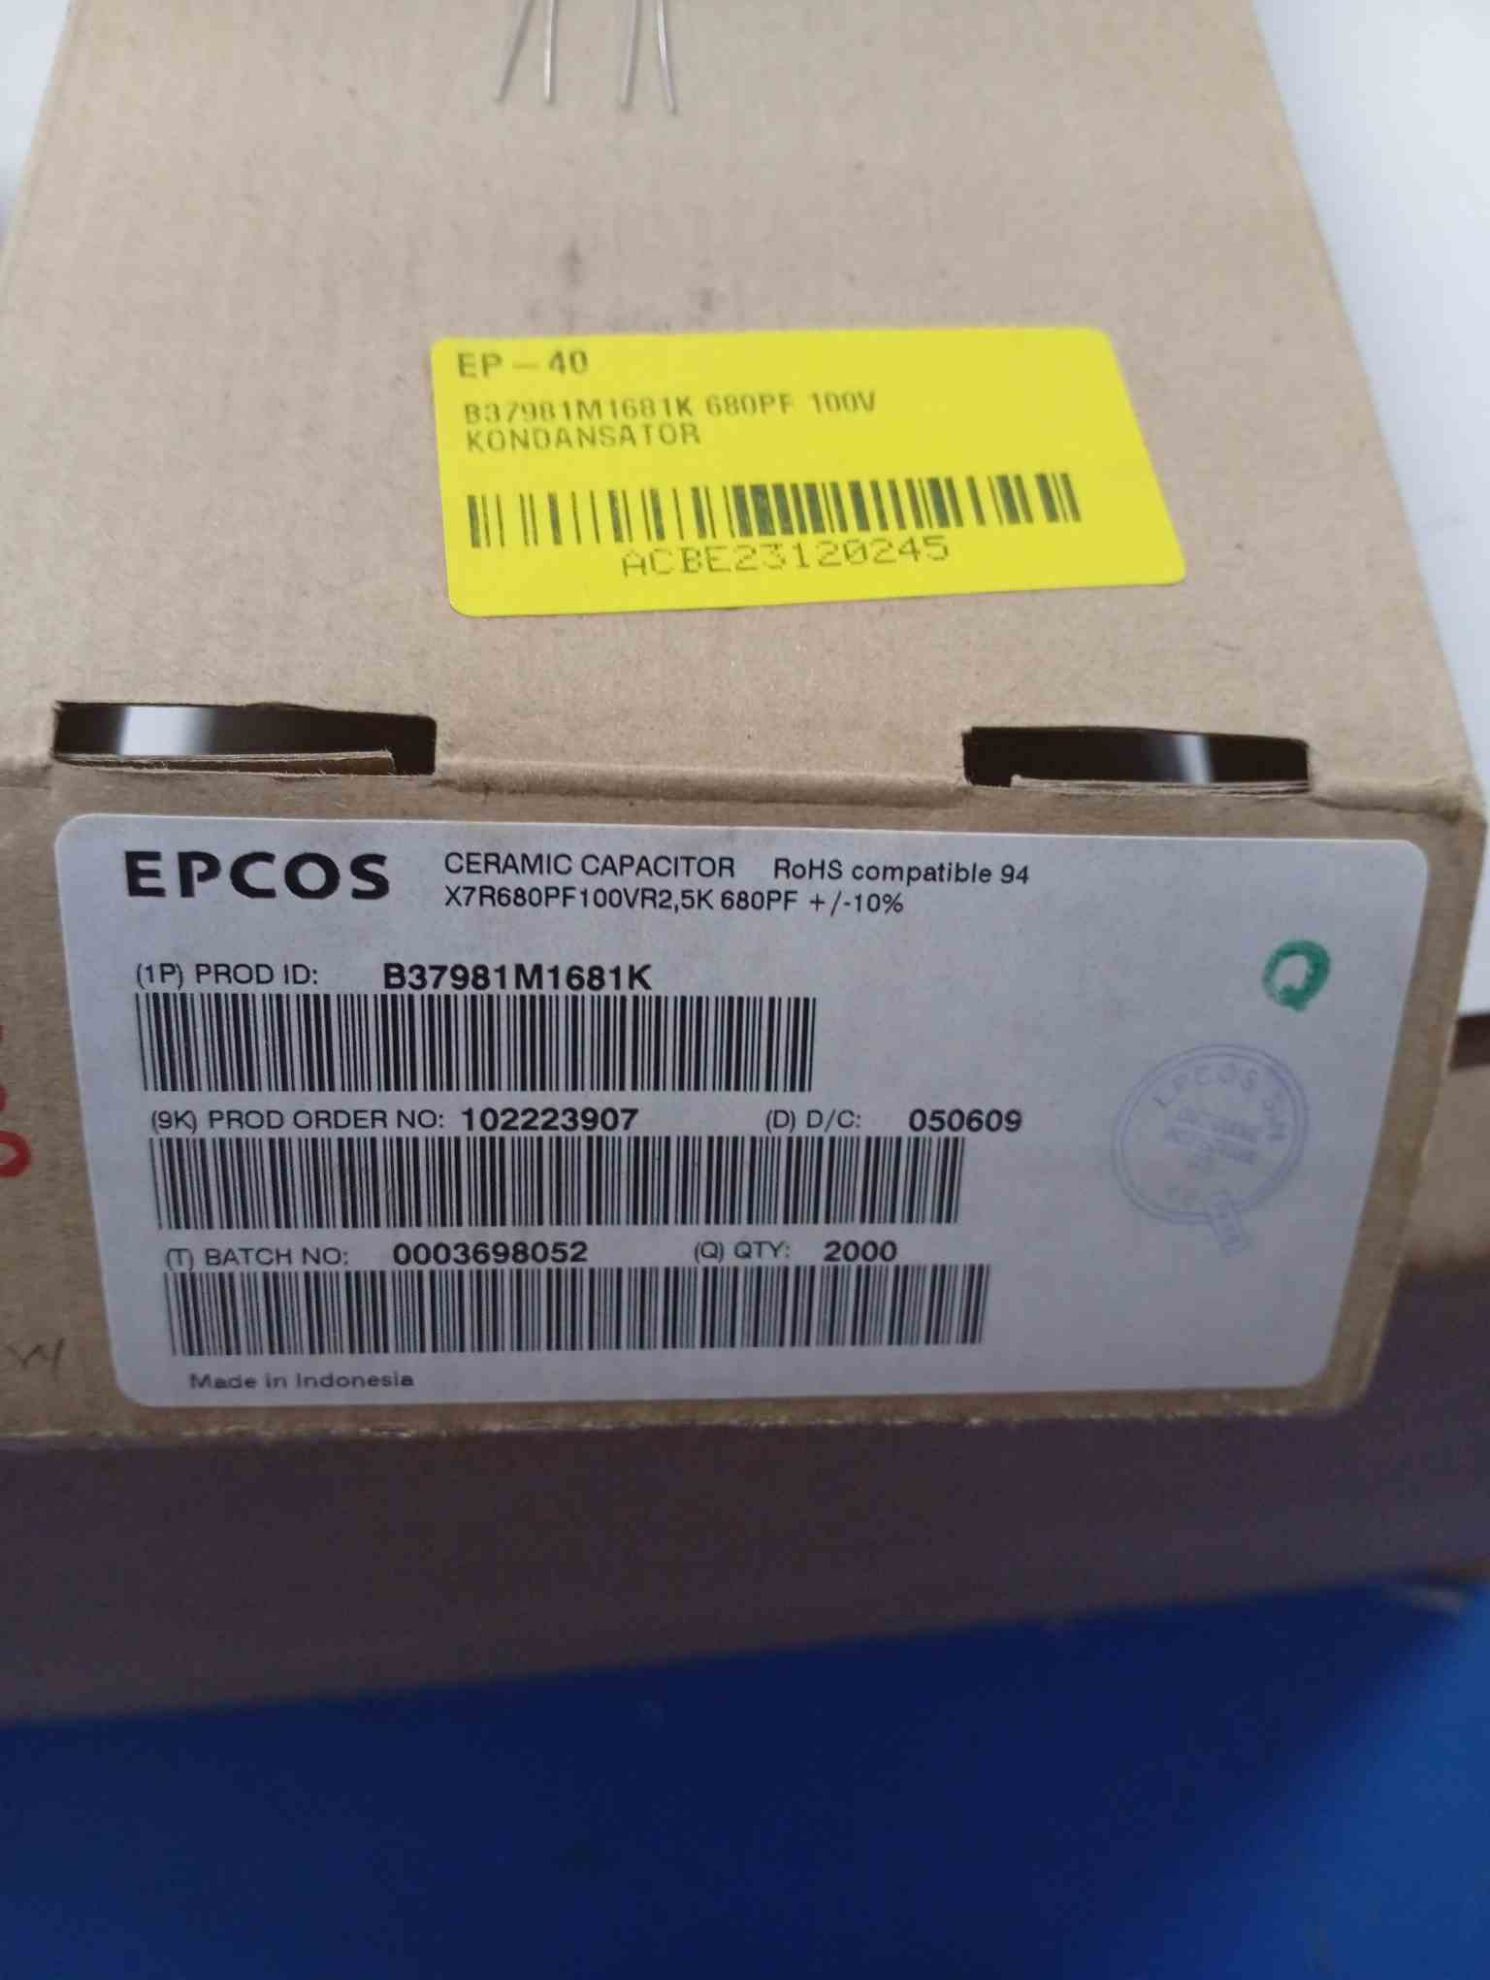 EP-40
B37981M1681K 680PF 100V
KONDANSATOR
ACBE23120245
EPCOS
CERAMIC CAPACITOR RoHS compatible 94
X7R680PF100VR2,5K 680PF +/-10%
(1P) PROD ID: B37981M1681K
Q
(9K) PROD ORDER NO: 102223907 (D) D/C: 050609
EPCOS
(T) BATCH NO: 0003698052 (Q) QTY: 2000
Made in Indonesia